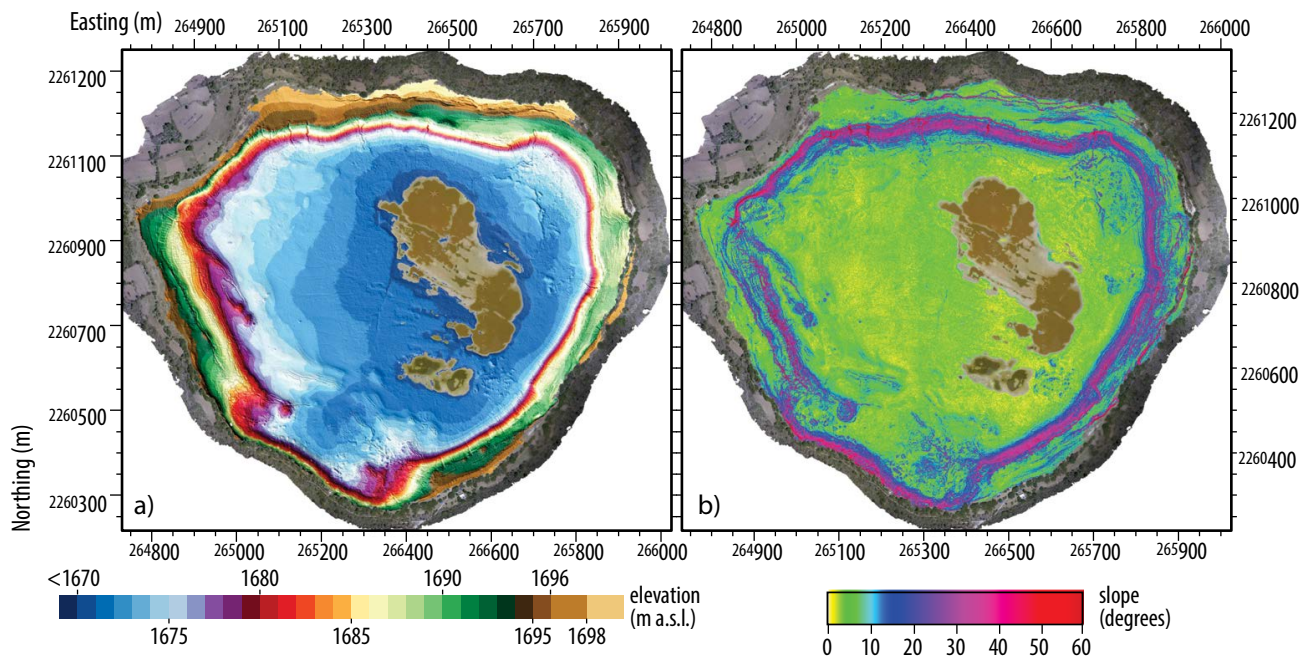 Easting (m) 264900 265100 265300 266500 265700 265900
264800 265000 265200 266400 266600 265800 266000
2261200
2261100
2260900
2260700
2260500
2260300
Northing (m)
a)
264800 265000 265200 266400 266600 265800 266000
b)
2261200
2261000
2260800
2260600
2260400
264900 265100 265300 265500 265700 265900
<1670 1680 1690 1696
1675 1685 1695 1698
elevation
(m a.s.l.)
0 10 20 30 40 50 60
slope
(degrees)